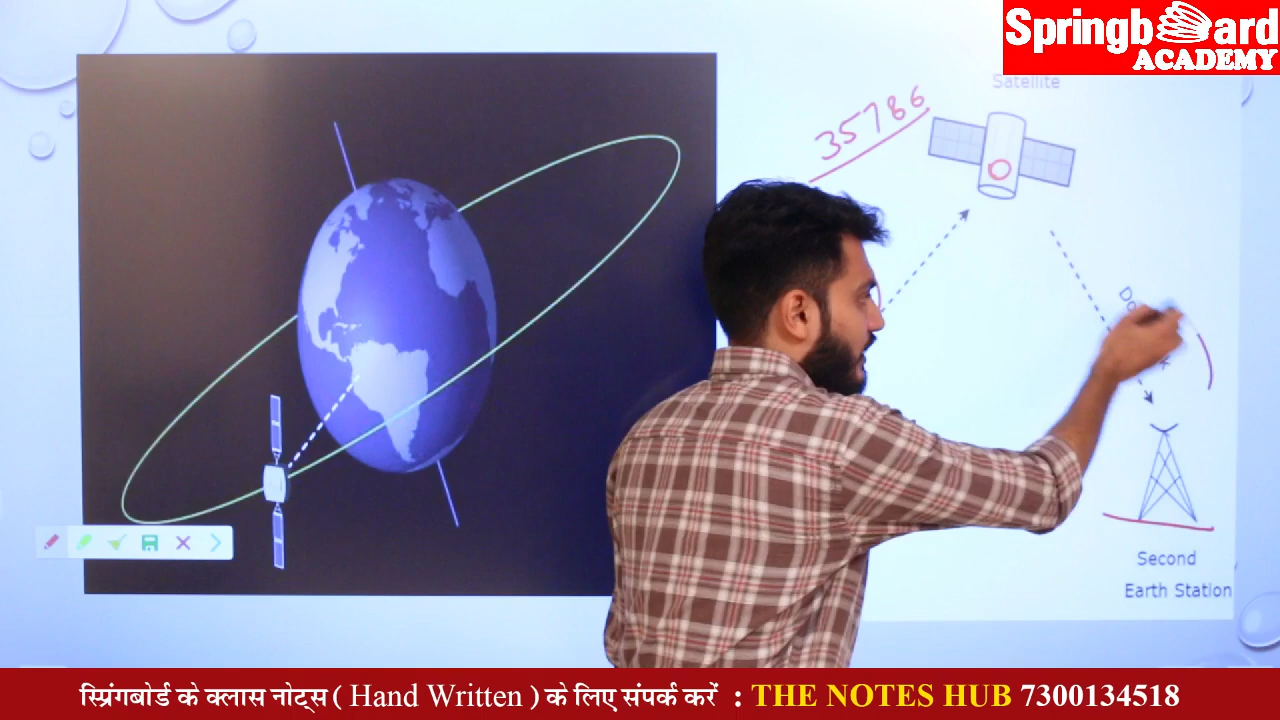 Springboard
ACADEMY
Satellite
35786
Second
Earth Station
स्प्रिंगबोर्ड के क्लास नोट्स ( Hand Written ) के लिए संपर्क करें : THE NOTES HUB 7300134518